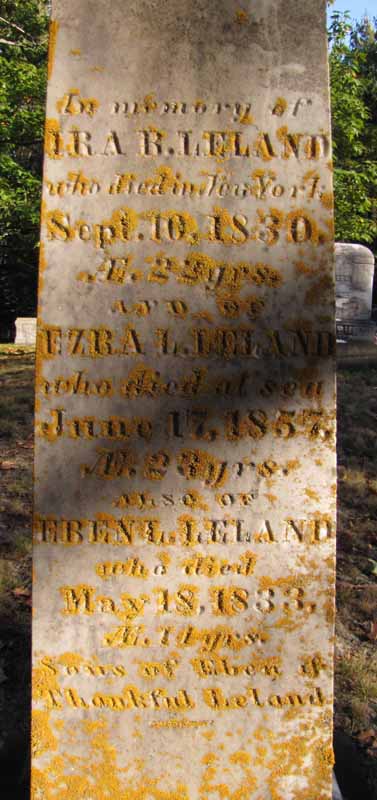 In memory of
IRA R. LELAND
who died in New York
Sept. 10, 1830.
Æ. 22 yrs.
AND OF
EZRA L. LELAND
who died at sea
June 17, 1857,
Æ. 23 yrs.
ALSO OF
EBEN L. LELAND
who died
May 18, 1833,
Æ. yrs.
Sons of Eben &
Thankful Leland